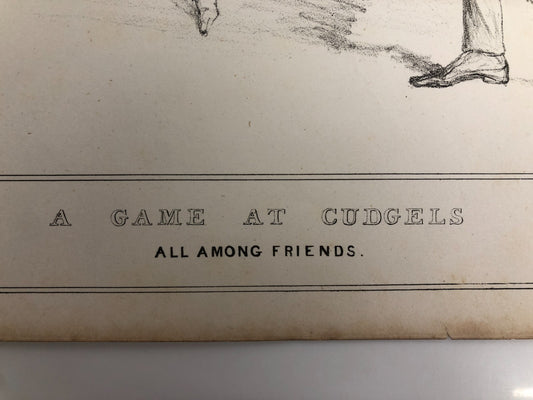 A GAME AT CUDGELS
ALL AMONG FRIENDS.